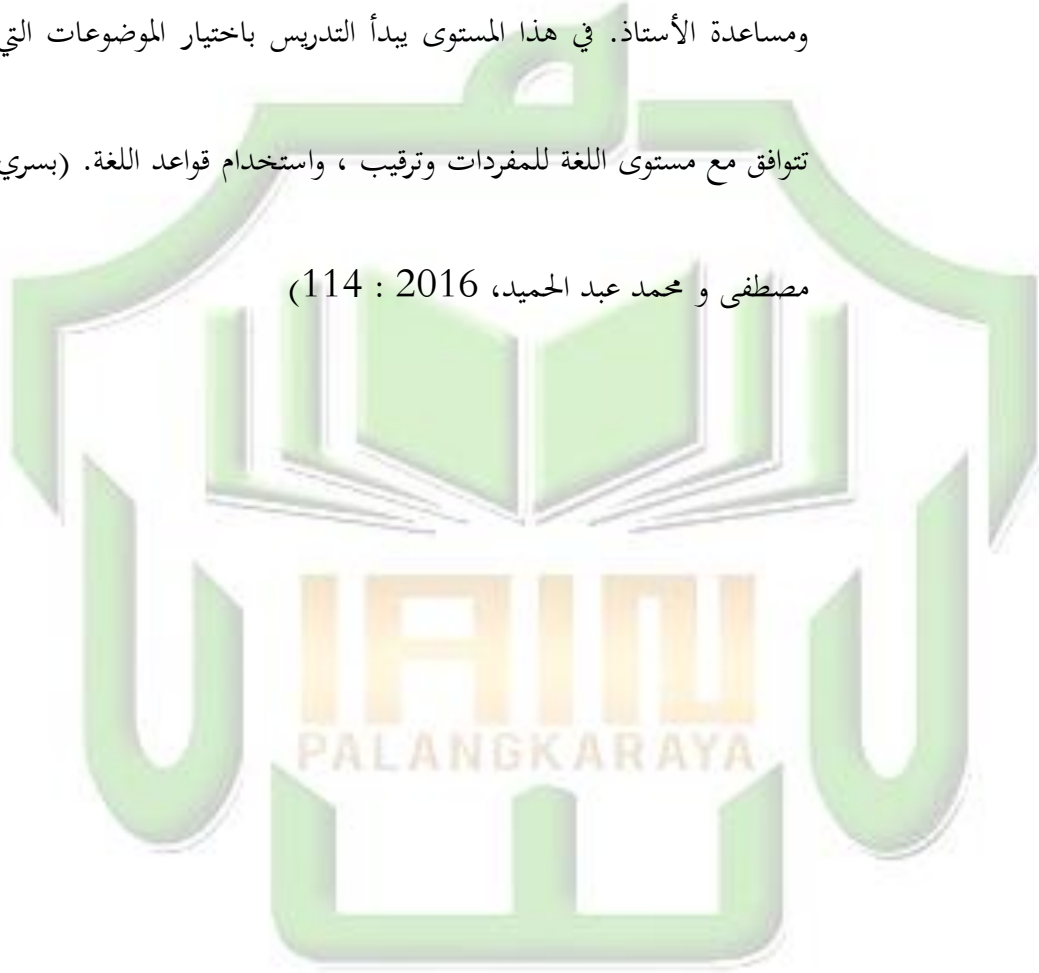 ومساعدة الأستاذ. في هذا المستوى يبدأ التدريس باختيار الموضوعات التي
تتوافق مع مستوى اللغة للمفردات وترقيب ، واستخدام قواعد اللغة. (بسري
مصطفى و محمد عبد الحميد، 2016 : 114)
IAIN
PALANGKARAYA